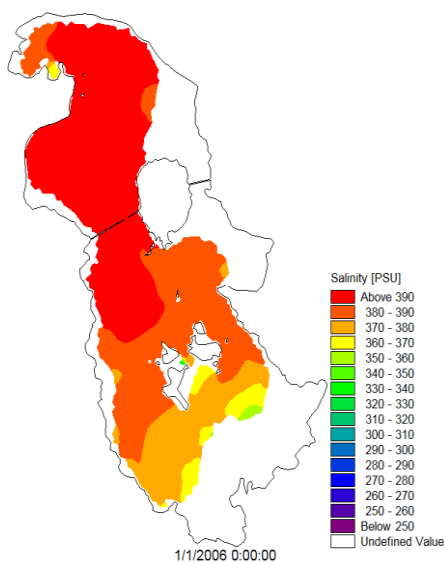 Salinity [PSU]
Above 390
380 - 390
370 - 380
360 - 370
350 - 360
340 - 350
330 - 340
320 - 330
310 - 320
300 - 310
290 - 300
280 - 290
270 - 280
260 - 270
250 - 260
Below 250
Undefined Value
1/1/2006 0:00:00